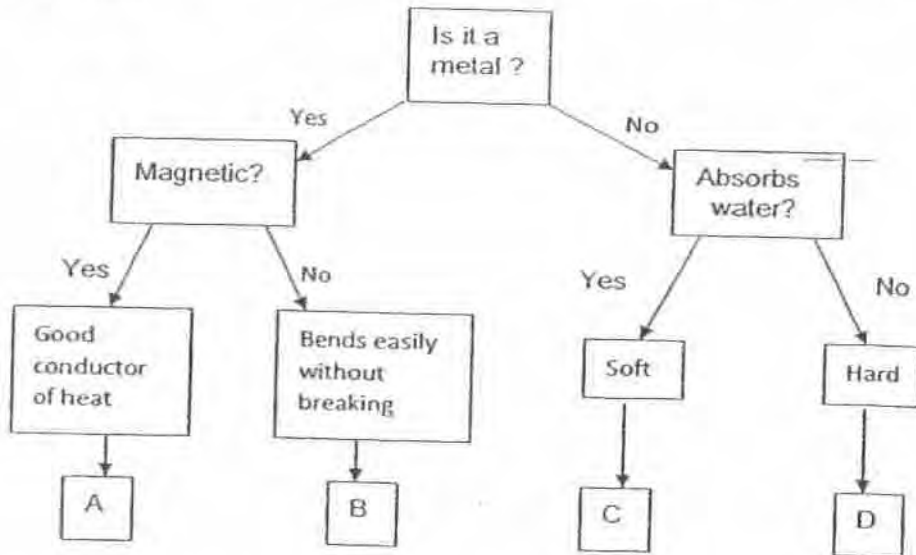 Is it a
metal ?
Yes
No
Magnetic?
Absorbs
water?
Yes
No
Yes
No
Good
conductor
of heat
Bends easily
without
breaking
Soft
Hard
A
B
C
D